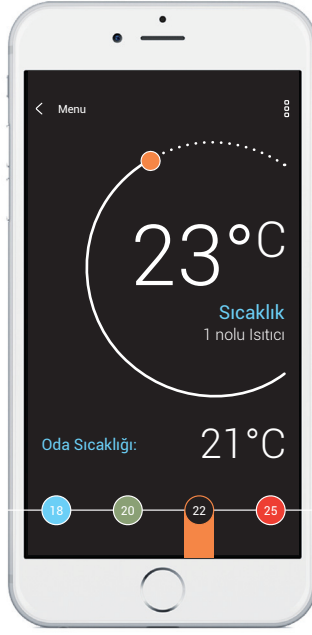 Menu
23°C
Sıcaklık
1 nolu Isıtıcı
Oda Sıcaklığı: 21°C
18 20 22 25